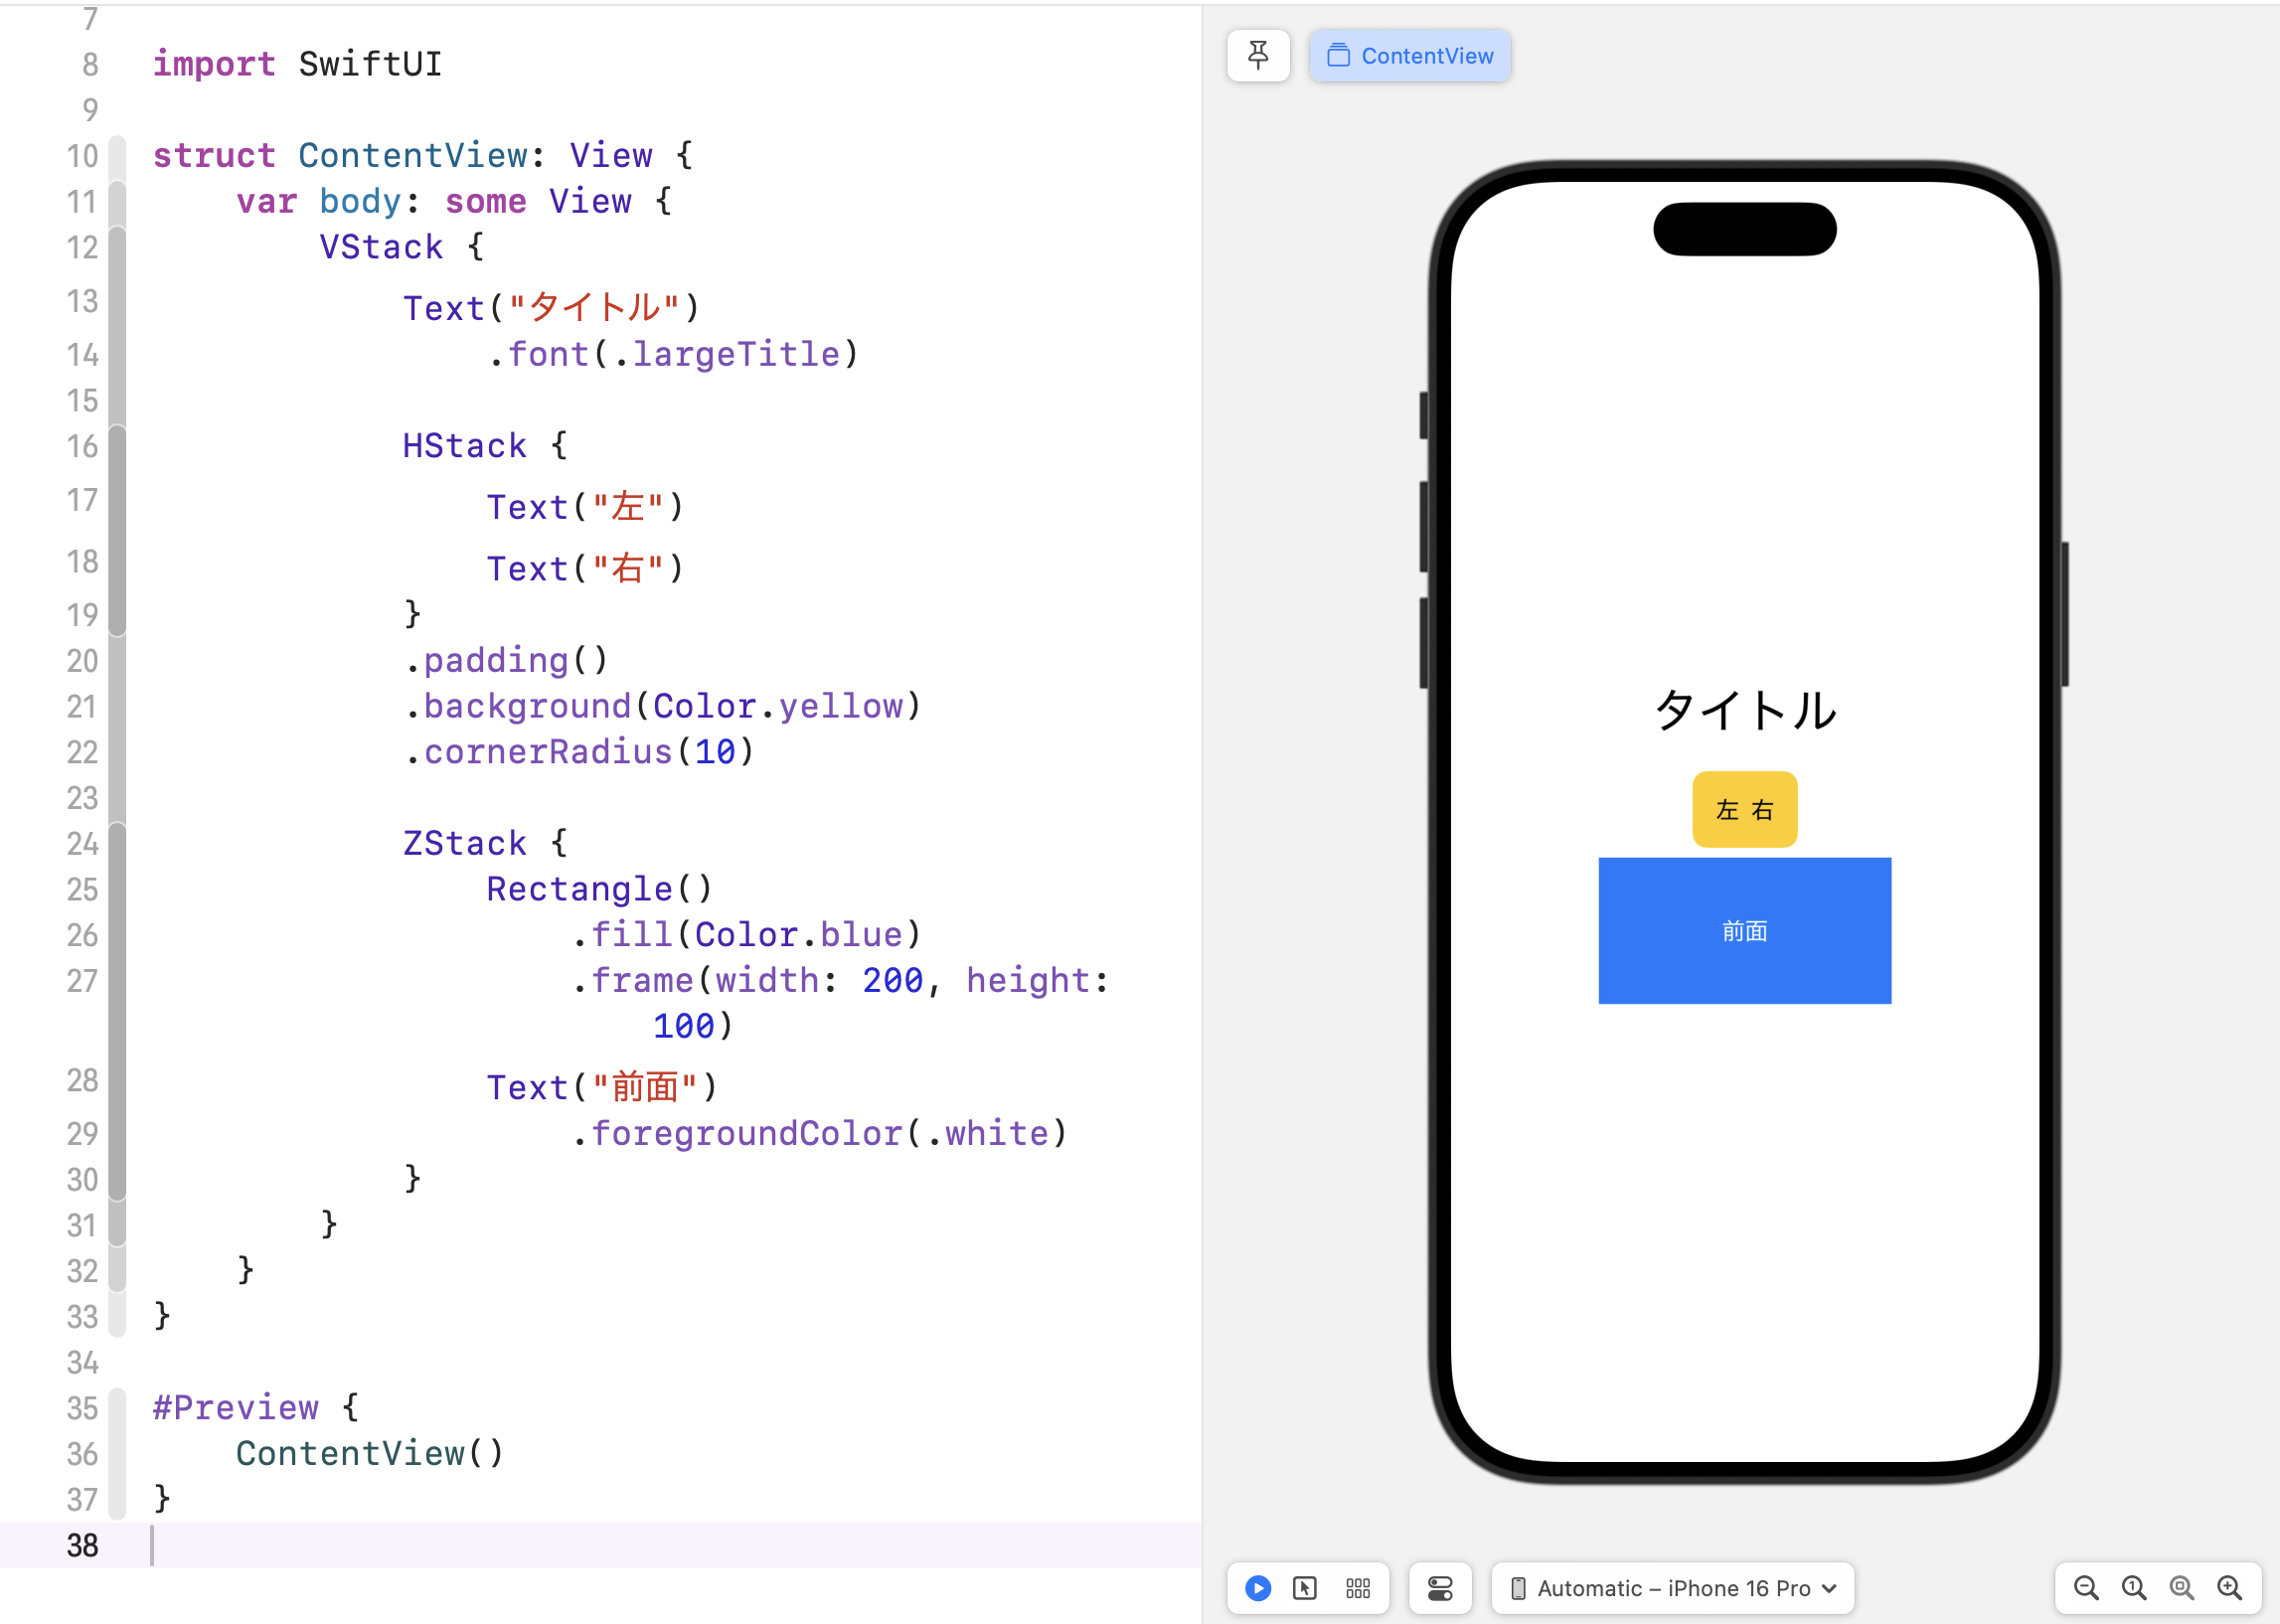 7
8 import SwiftUI
9
10 struct ContentView: View {
11 var body: some View {
12 VStack {
13 Text("タイトル")
14 .font(.largeTitle)
15
16 HStack {
17 Text("左")
18 Text("右")
19 }
20 .padding()
21 .background(Color.yellow)
22 .cornerRadius(10)
23
24 ZStack {
25 Rectangle()
26 .fill(Color.blue)
27 .frame(width: 200, height:
100)
28 Text("前面")
29 .foregroundColor(.white)
30 }
31 }
32 }
33 }
34
35 #Preview {
36 ContentView()
37 }
38
ContentView
タイトル
左 右
前面
Automatic – iPhone 16 Pro